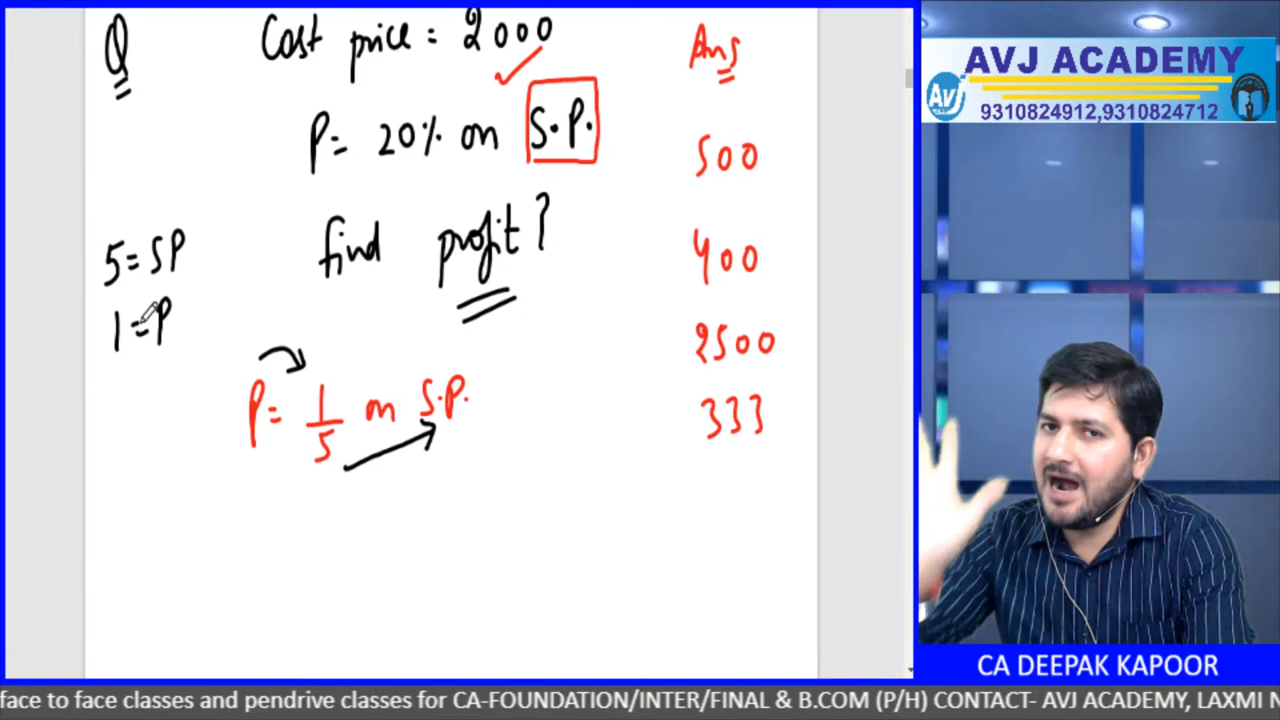 Q Cost price = 2000
P = 20% on S.P.
find profit?
5 = SP
1 = P
P = 1/5 on S.P.
Ans
500
400
2500
333
AVJ ACADEMY
AVJ
9310824912,9310824712
CA DEEPAK KAPOOR
face to face classes and pendrive classes for CA-FOUNDATION/INTER/FINAL & B.COM (P/H) CONTACT- AVJ ACADEMY, LAXMI N